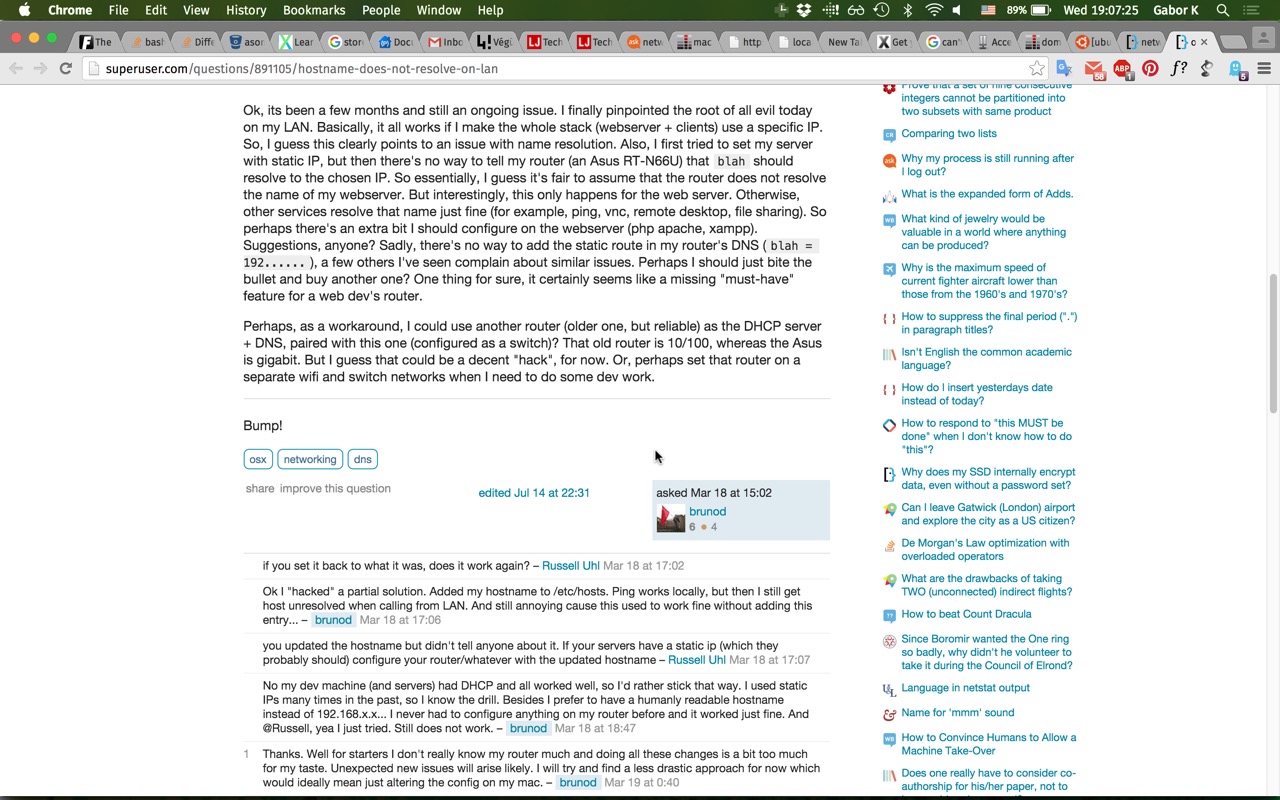 Chrome File Edit View History Bookmarks People Window Help 89% Wed 19:07:25 Gabor K
The bash Diffe ason Lear store Doc Inbo Végi Tech Tech netw mac http loca New Tal Get can' Acce dom [ubu netw o
superuser.com/questions/891105/hostname-does-not-resolve-on-lan
58 ABP 1 f? 5
Ok, its been a few months and still an ongoing issue. I finally pinpointed the root of all evil today
on my LAN. Basically, it all works if I make the whole stack (webserver + clients) use a specific IP.
So, I guess this clearly points to an issue with name resolution. Also, I first tried to set my server
with static IP, but then there's no way to tell my router (an Asus RT-N66U) that blah should
resolve to the chosen IP. So essentially, I guess it's fair to assume that the router does not resolve
the name of my webserver. But interestingly, this only happens for the web server. Otherwise,
other services resolve that name just fine (for example, ping, vnc, remote desktop, file sharing). So
perhaps there's an extra bit I should configure on the webserver (php apache, xampp).
Suggestions, anyone? Sadly, there's no way to add the static route in my router's DNS ( blah =
192...... ), a few others I've seen complain about similar issues. Perhaps I should just bite the
bullet and buy another one? One thing for sure, it certainly seems like a missing "must-have"
feature for a web dev's router.
Perhaps, as a workaround, I could use another router (older one, but reliable) as the DHCP server
+ DNS, paired with this one (configured as a switch)? That old router is 10/100, whereas the Asus
is gigabit. But I guess that could be a decent "hack", for now. Or, perhaps set that router on a
separate wifi and switch networks when I need to do some dev work.
Bump!
osx networking dns
share improve this question
edited Jul 14 at 22:31
asked Mar 18 at 15:02
brunod
6 4
if you set it back to what it was, does it work again? – Russell Uhl Mar 18 at 17:02
Ok I "hacked" a partial solution. Added my hostname to /etc/hosts. Ping works locally, but then I still get
host unresolved when calling from LAN. And still annoying cause this used to work fine without adding this
entry... – brunod Mar 18 at 17:06
you updated the hostname but didn't tell anyone about it. If your servers have a static ip (which they
probably should) configure your router/whatever with the updated hostname – Russell Uhl Mar 18 at 17:07
No my dev machine (and servers) had DHCP and all worked well, so I'd rather stick that way. I used static
IPs many times in the past, so I know the drill. Besides I prefer to have a humanly readable hostname
instead of 192.168.x.x... I never had to configure anything on my router before and it worked just fine. And
@Russell, yea I just tried. Still does not work. – brunod Mar 18 at 18:47
1 Thanks. Well for starters I don't really know my router much and doing all these changes is a bit too much
for my taste. Unexpected new issues will arise likely. I will try and find a less drastic approach for now which
would ideally mean just altering the config on my mac. – brunod Mar 19 at 0:40
Prove that a set of nine consecutive
integers cannot be partitioned into
two subsets with same product
Comparing two lists
Why my process is still running after
I log out?
What is the expanded form of Adds.
What kind of jewelry would be
valuable in a world where anything
can be produced?
Why is the maximum speed of
current fighter aircraft lower than
those from the 1960's and 1970's?
How to suppress the final period (".")
in paragraph titles?
Isn't English the common academic
language?
How do I insert yesterdays date
instead of today?
How to respond to "this MUST be
done" when I don't know how to do
"this"?
Why does my SSD internally encrypt
data, even without a password set?
Can I leave Gatwick (London) airport
and explore the city as a US citizen?
De Morgan's Law optimization with
overloaded operators
What are the drawbacks of taking
TWO (unconnected) indirect flights?
How to beat Count Dracula
Since Boromir wanted the One ring
so badly, why didn't he volunteer to
take it during the Council of Elrond?
Language in netstat output
Name for 'mmm' sound
How to Convince Humans to Allow a
Machine Take-Over
Does one really have to consider co-
authorship for his/her paper, not to